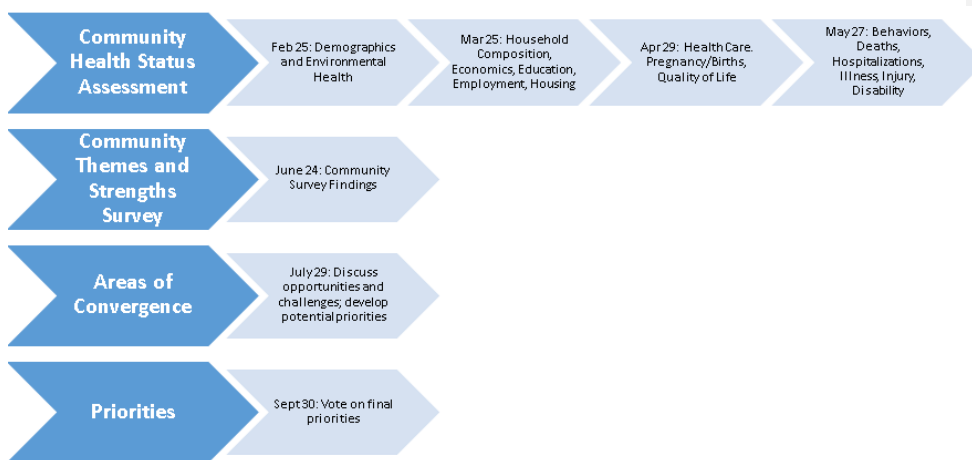 Community
Health Status
Assessment
Feb 25: Demographics
and Environmental
Health
Mar 25: Household
Composition,
Economics, Education,
Employment, Housing
Apr 29: Health Care.
Pregnancy/Births,
Quality of Life
May 27: Behaviors,
Deaths,
Hospitalizations,
Illness, Injury,
Disability
Community
Themes and
Strengths
Survey
June 24: Community
Survey Findings
Areas of
Convergence
July 29: Discuss
opportunities and
challenges; develop
potential priorities
Priorities
Sept 30: Vote on final
priorities